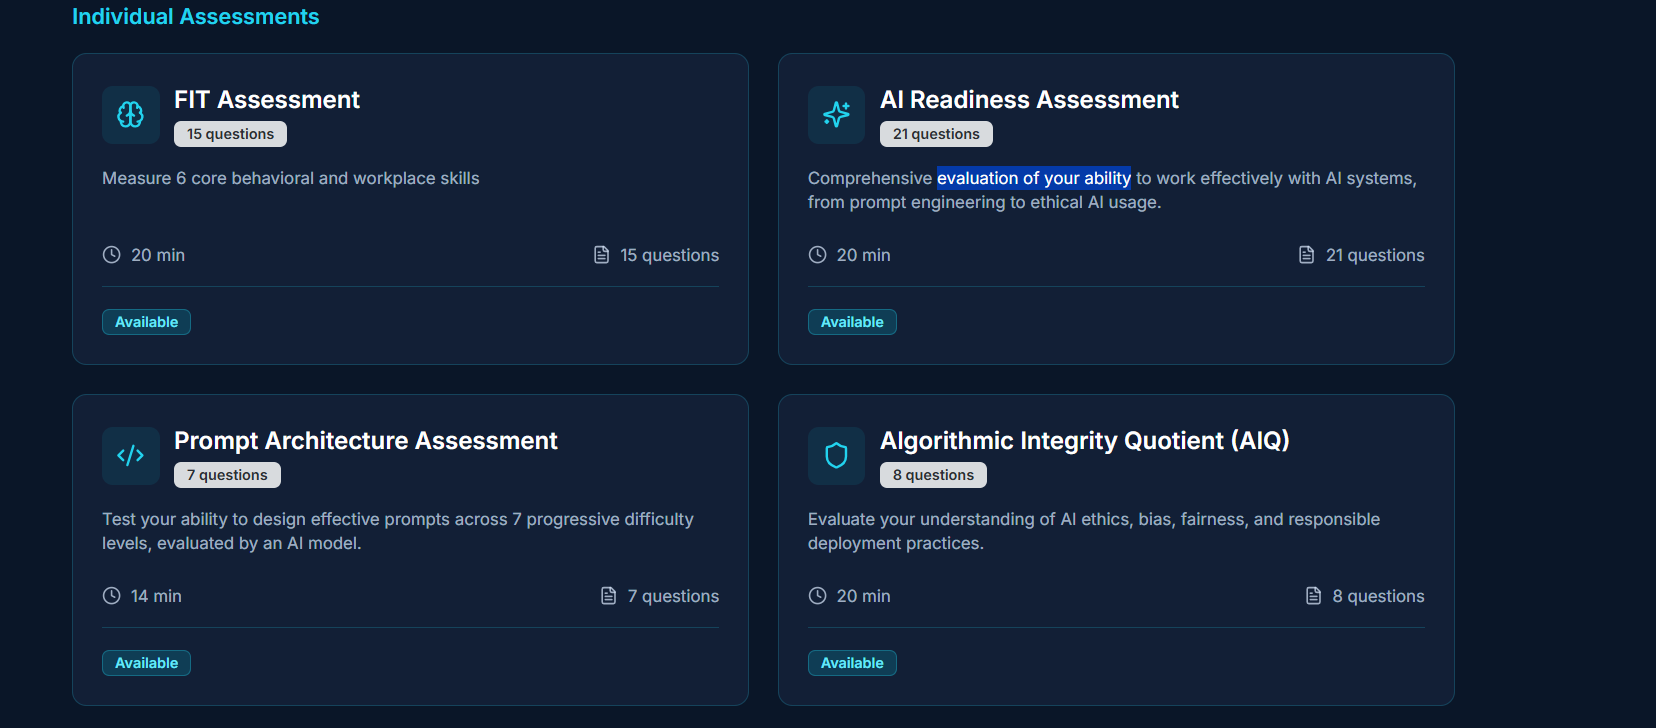 Individual Assessments
FIT Assessment
15 questions
Measure 6 core behavioral and workplace skills
20 min
15 questions
Available
AI Readiness Assessment
21 questions
Comprehensive evaluation of your ability to work effectively with AI systems,
from prompt engineering to ethical AI usage.
20 min
21 questions
Available
Prompt Architecture Assessment
7 questions
Test your ability to design effective prompts across 7 progressive difficulty
levels, evaluated by an AI model.
14 min
7 questions
Available
Algorithmic Integrity Quotient (AIQ)
8 questions
Evaluate your understanding of AI ethics, bias, fairness, and responsible
deployment practices.
20 min
8 questions
Available